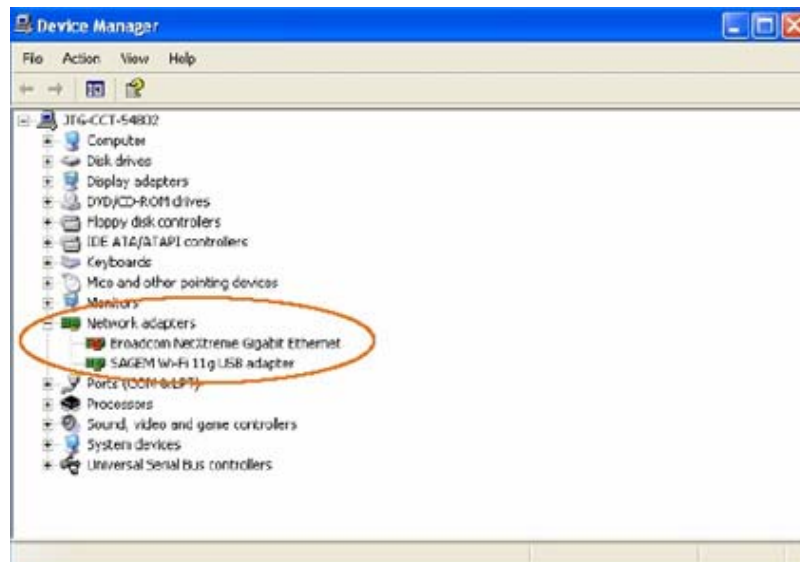 Device Manager
File Action View Help
JTG-CCT-54802
Computer
Disk drives
Display adapters
DVD/CD-ROM drives
Floppy disk controllers
IDE ATA/ATAPI controllers
Keyboards
Mice and other pointing devices
Monitors
Network adapters
Broadcom NetXtreme Gigabit Ethernet
SAGEM Wi-Fi 11g USB adapter
Ports (COM & LPT)
Processors
Sound, video and game controllers
System devices
Universal Serial Bus controllers